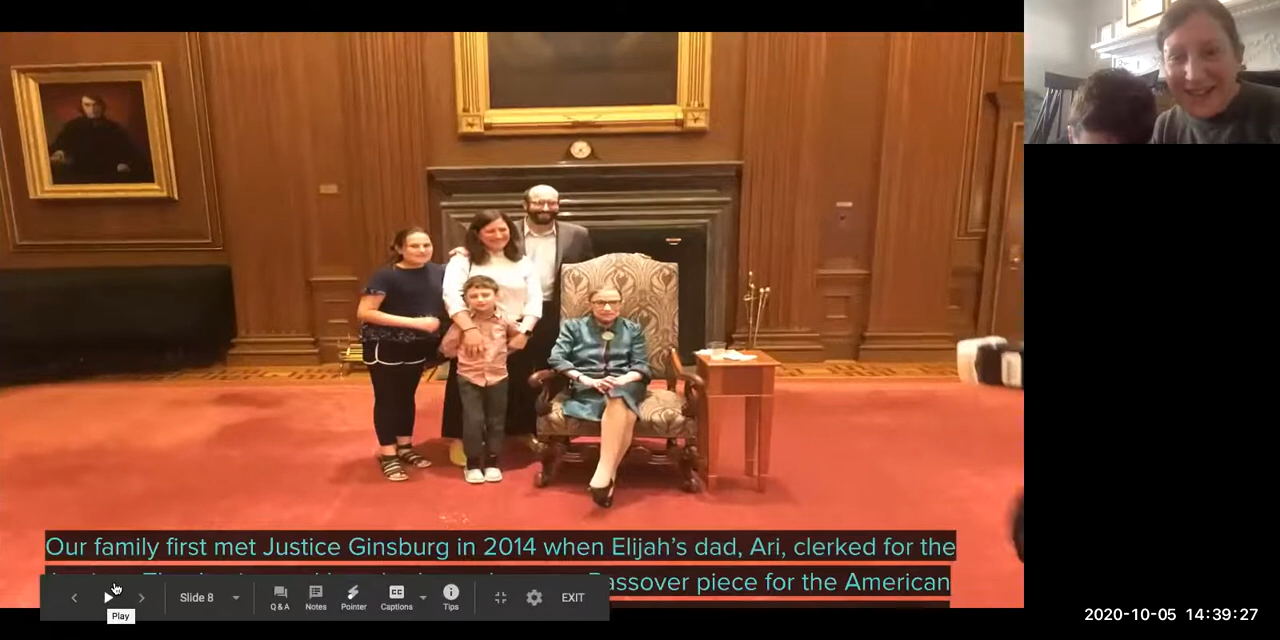 Our family first met Justice Ginsburg in 2014 when Elijah's dad, Ari, clerked for the
Passover piece for the American
Slide 8
Q & A
Notes
Pointer
CC
Captions
Tips
EXIT
Play
2020-10-05 14:39:27